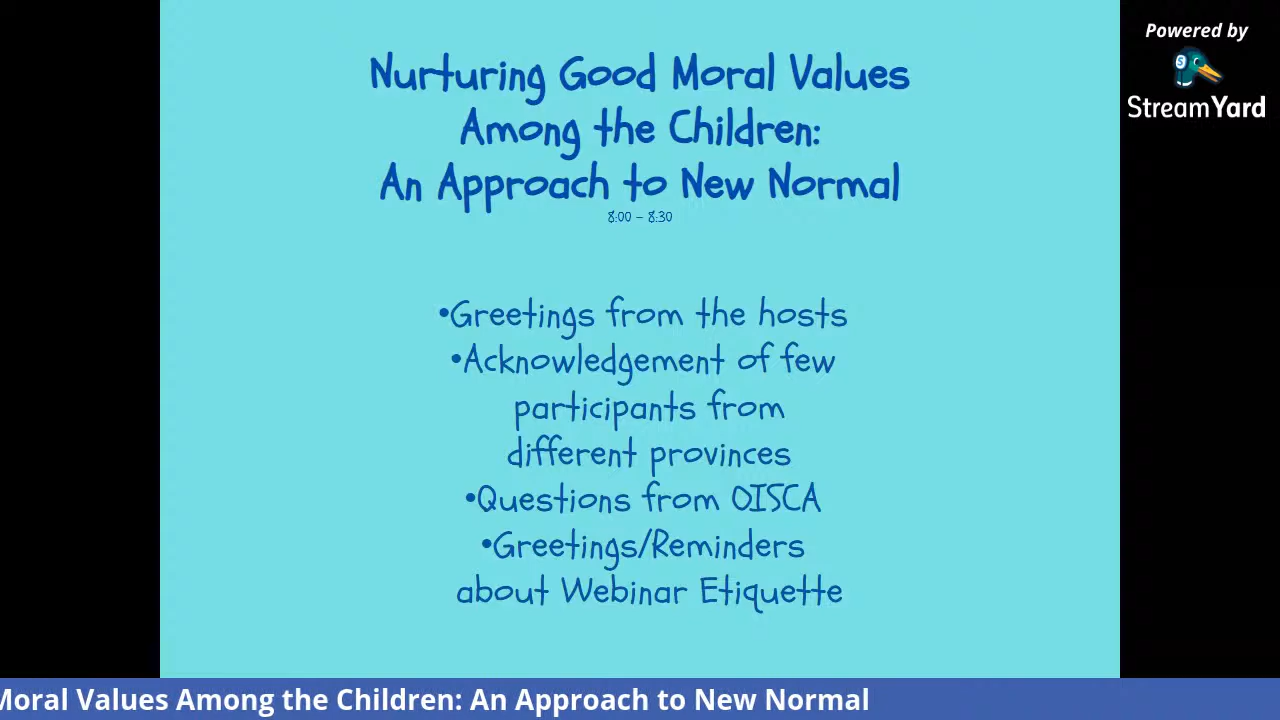 Powered by
StreamYard
Nurturing Good Moral Values
Among the Children:
An Approach to New Normal
8:00 – 8:30
•Greetings from the hosts
•Acknowledgement of few
participants from
different provinces
•Questions from OISCA
•Greetings/Reminders
about Webinar Etiquette
Moral Values Among the Children: An Approach to New Normal